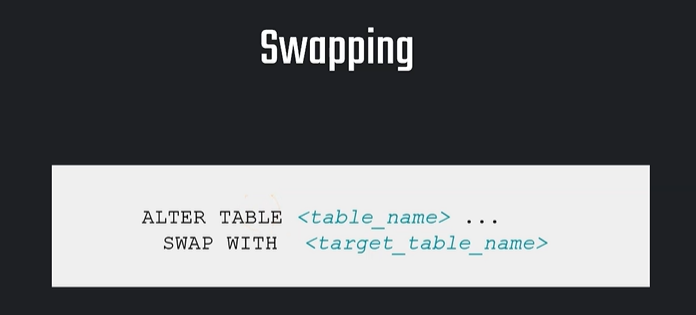 Swapping
ALTER TABLE <table_name> ...
SWAP WITH <target_table_name>